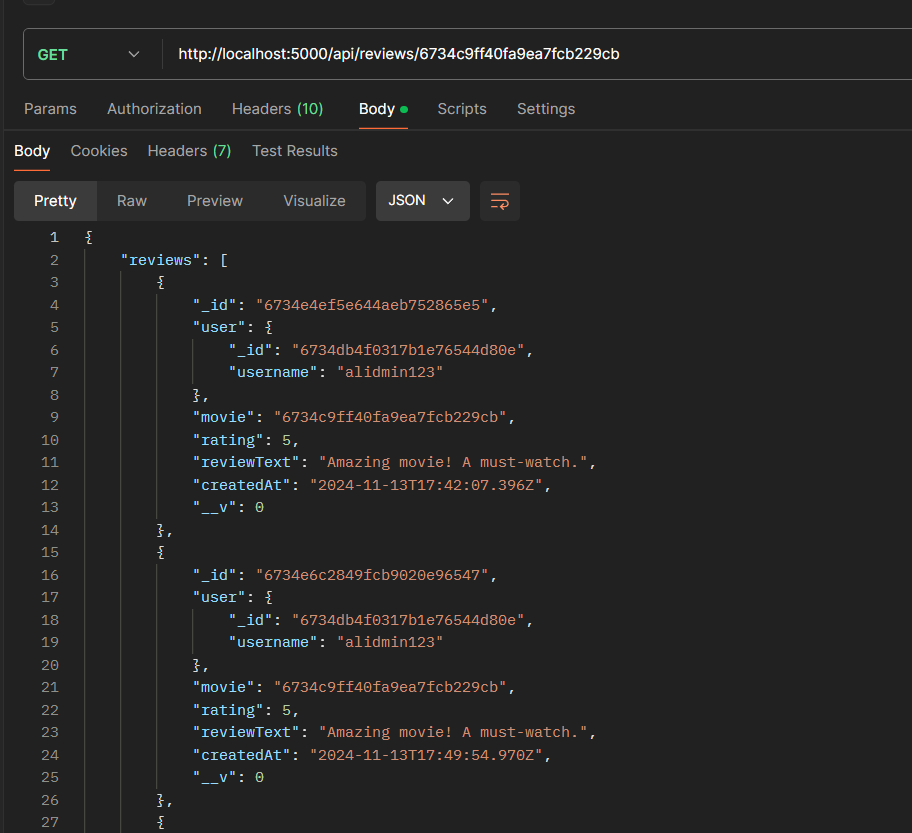 GET http://localhost:5000/api/reviews/6734c9ff40fa9ea7fcb229cb
Params Authorization Headers (10) Body Scripts Settings
Body Cookies Headers (7) Test Results
Pretty Raw Preview Visualize JSON
1 {
2 "reviews": [
3 {
4 "_id": "6734e4ef5e644aeb752865e5",
5 "user": {
6 "_id": "6734db4f0317b1e76544d80e",
7 "username": "alidmin123"
8 },
9 "movie": "6734c9ff40fa9ea7fcb229cb",
10 "rating": 5,
11 "reviewText": "Amazing movie! A must-watch.",
12 "createdAt": "2024-11-13T17:42:07.396Z",
13 "__v": 0
14 },
15 {
16 "_id": "6734e6c2849fcb9020e96547",
17 "user": {
18 "_id": "6734db4f0317b1e76544d80e",
19 "username": "alidmin123"
20 },
21 "movie": "6734c9ff40fa9ea7fcb229cb",
22 "rating": 5,
23 "reviewText": "Amazing movie! A must-watch.",
24 "createdAt": "2024-11-13T17:49:54.970Z",
25 "__v": 0
26 },
27 {